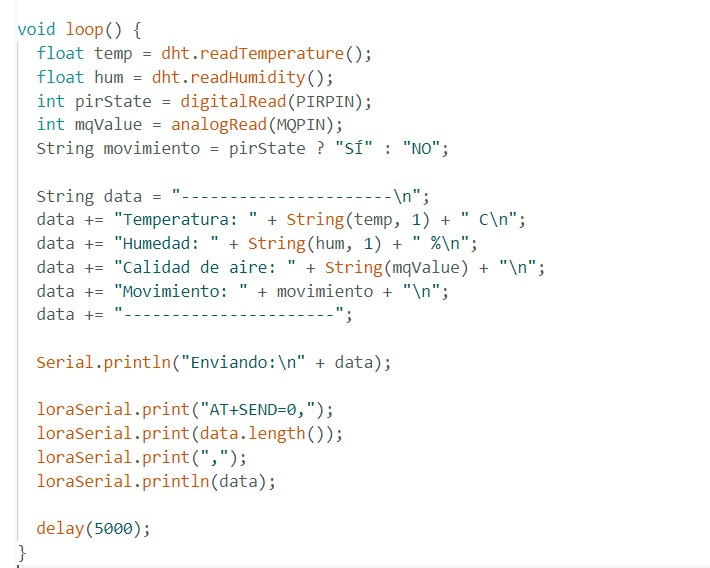 void loop() {
  float temp = dht.readTemperature();
  float hum = dht.readHumidity();
  int pirState = digitalRead(PIRPIN);
  int mqValue = analogRead(MQPIN);
  String movimiento = pirState ? "SÍ" : "NO";

  String data = "----------------------\n";
  data += "Temperatura: " + String(temp, 1) + " C\n";
  data += "Humedad: " + String(hum, 1) + " %\n";
  data += "Calidad de aire: " + String(mqValue) + "\n";
  data += "Movimiento: " + movimiento + "\n";
  data += "----------------------";

  Serial.println("Enviando:\n" + data);

  loraSerial.print("AT+SEND=0,");
  loraSerial.print(data.length());
  loraSerial.print(",");
  loraSerial.println(data);

  delay(5000);
}